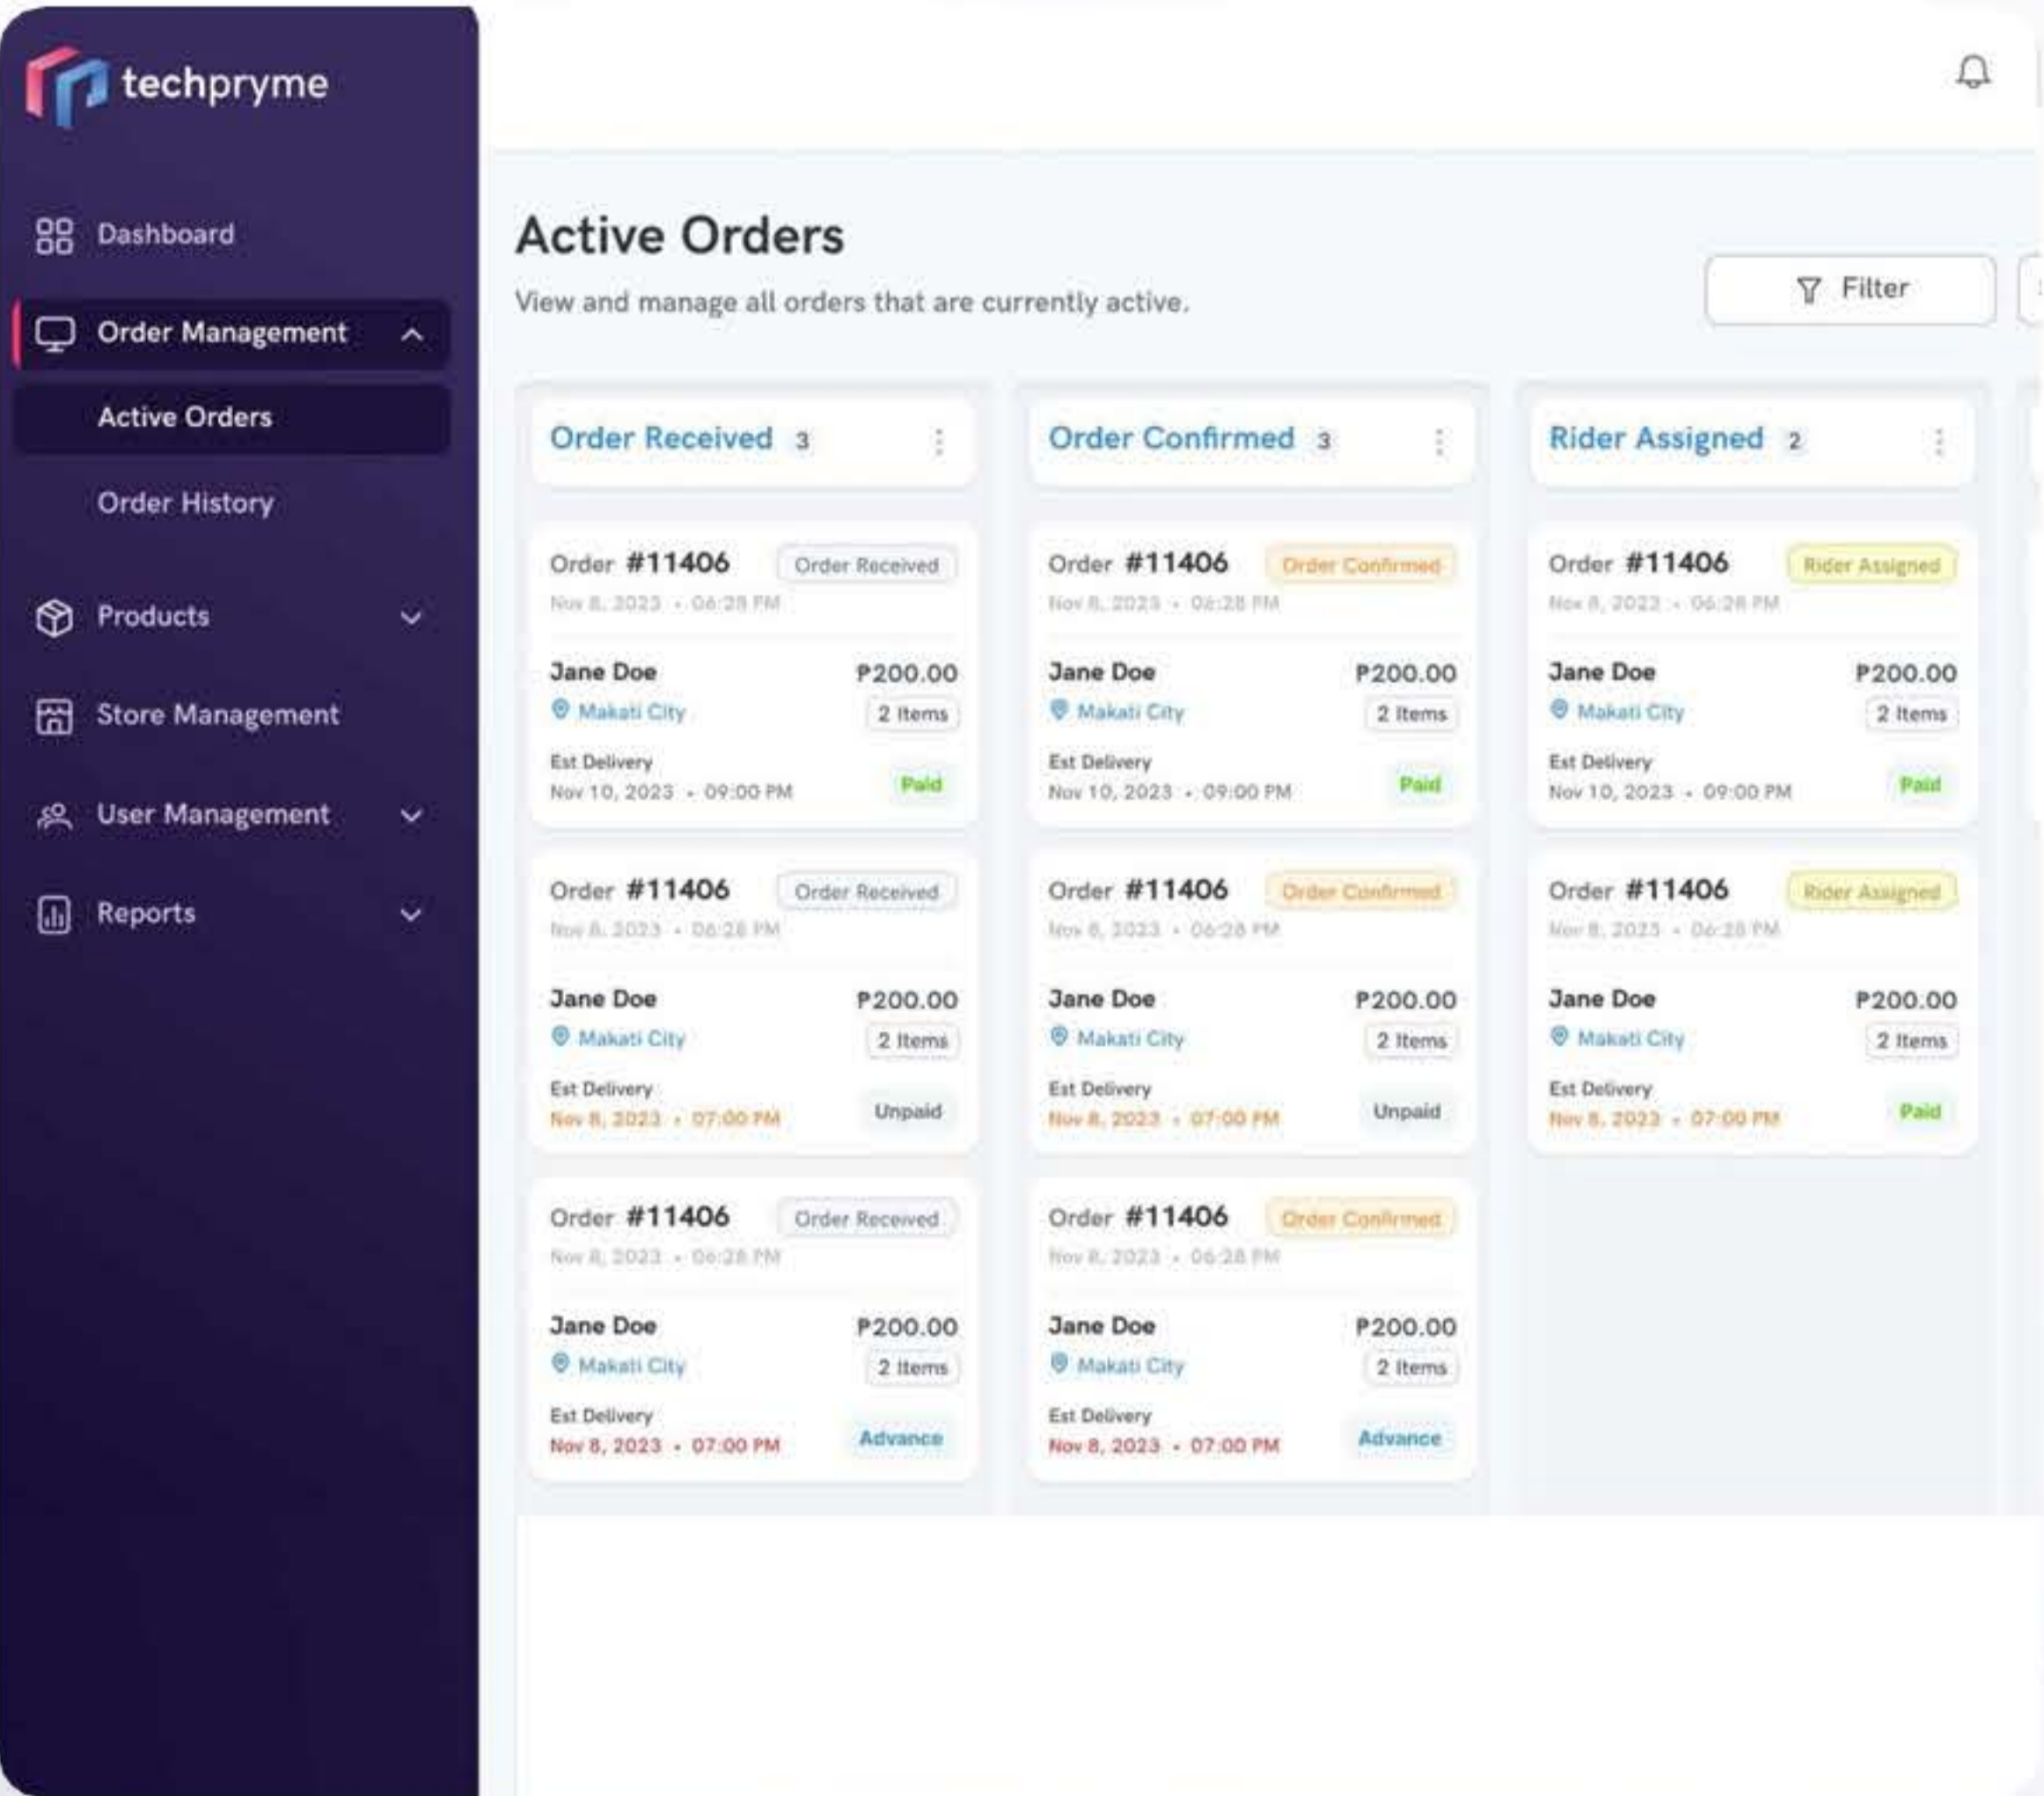 techpryme
Dashboard
Order Management
Active Orders
Order History
Products
Store Management
User Management
Reports
Active Orders
View and manage all orders that are currently active.
Filter
Order Received 3
Order #11406 Order Received
Nov 8, 2023 • 06:28 PM
Jane Doe ₱200.00
Makati City 2 Items
Est Delivery
Nov 10, 2023 • 09:00 PM Paid
Order #11406 Order Received
Nov 8, 2023 • 06:28 PM
Jane Doe ₱200.00
Makati City 2 Items
Est Delivery
Nov 8, 2023 • 07:00 PM Unpaid
Order #11406 Order Received
Nov 8, 2023 • 06:28 PM
Jane Doe ₱200.00
Makati City 2 Items
Est Delivery
Nov 8, 2023 • 07:00 PM Advance
Order Confirmed 3
Order #11406 Order Confirmed
Nov 8, 2023 • 06:28 PM
Jane Doe ₱200.00
Makati City 2 Items
Est Delivery
Nov 10, 2023 • 09:00 PM Paid
Order #11406 Order Confirmed
Nov 8, 2023 • 06:28 PM
Jane Doe ₱200.00
Makati City 2 Items
Est Delivery
Nov 8, 2023 • 07:00 PM Unpaid
Order #11406 Order Confirmed
Nov 8, 2023 • 06:28 PM
Jane Doe ₱200.00
Makati City 2 Items
Est Delivery
Nov 8, 2023 • 07:00 PM Advance
Rider Assigned 2
Order #11406 Rider Assigned
Nov 8, 2023 • 06:28 PM
Jane Doe ₱200.00
Makati City 2 Items
Est Delivery
Nov 10, 2023 • 09:00 PM Paid
Order #11406 Rider Assigned
Nov 8, 2023 • 06:28 PM
Jane Doe ₱200.00
Makati City 2 Items
Est Delivery
Nov 8, 2023 • 07:00 PM Paid